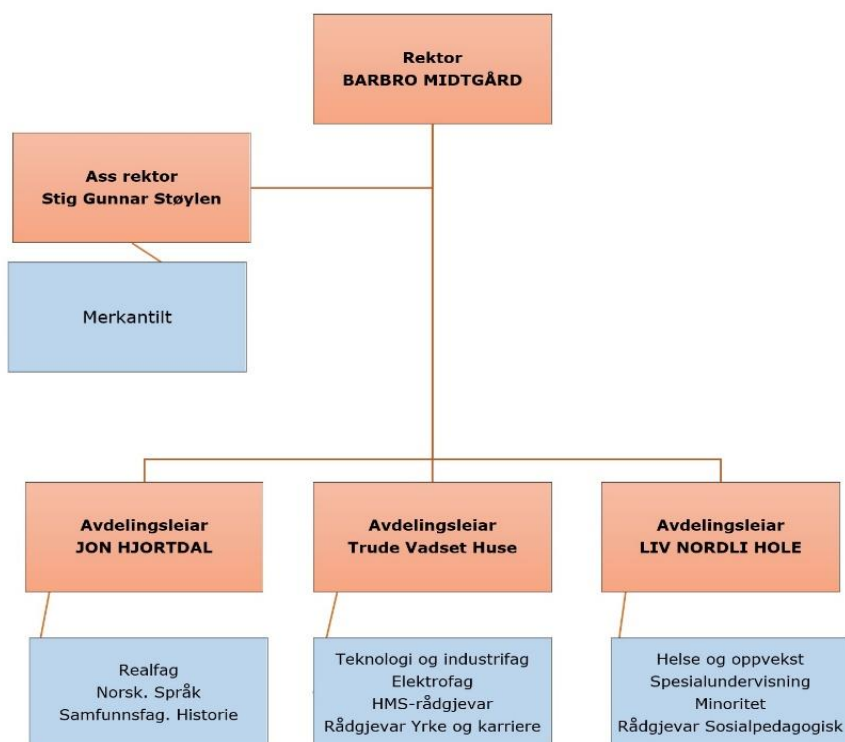 Rektor
BARBRO MIDTGÅRD
Ass rektor
Stig Gunnar Støylen
Merkantilt
Avdelingsleiar
JON HJORTDAL
Avdelingsleiar
Trude Vadset Huse
Avdelingsleiar
LIV NORDLI HOLE
Realfag
Norsk. Språk
Samfunnsfag. Historie
Teknologi og industrifag
Elektrofag
HMS-rådgjevar
Rådgjevar Yrke og karriere
Helse og oppvekst
Spesialundervisning
Minoritet
Rådgjevar Sosialpedagogisk